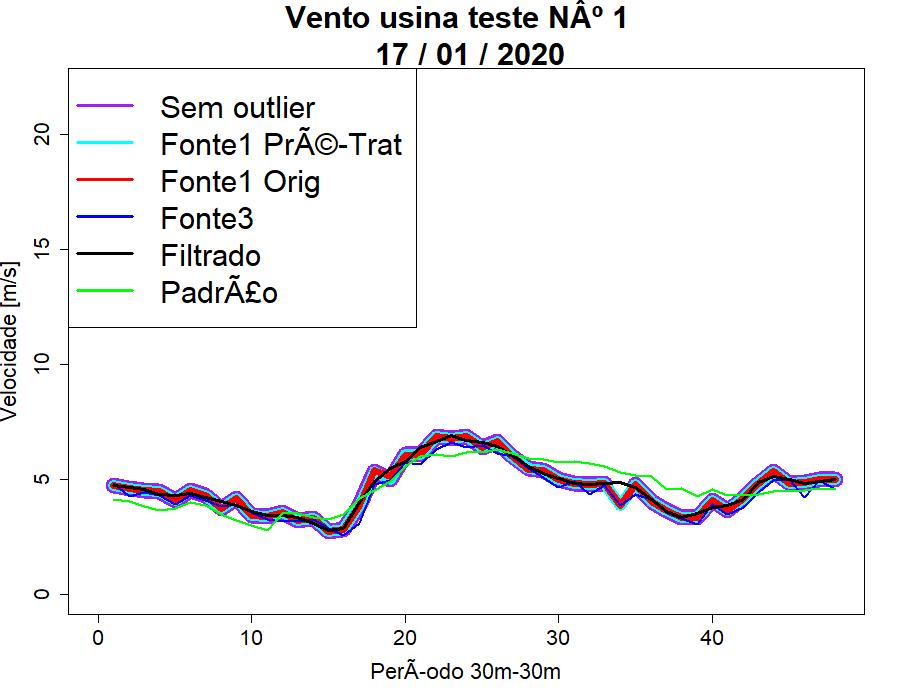 Vento usina teste NÂº 1
17 / 01 / 2020
Sem outlier
Fonte1 PrÃ©-Trat
Fonte1 Orig
Fonte3
Filtrado
PadrÃ£o
Velocidade [m/s]
20
15
10
5
0
0 10 20 30 40
PerÃ-odo 30m-30m